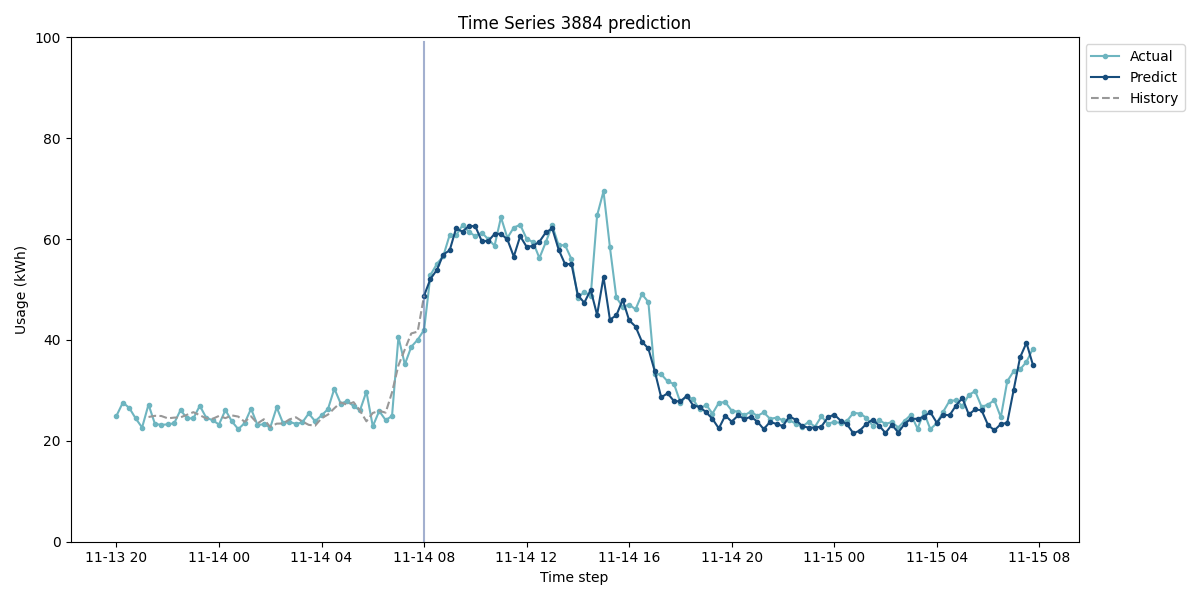 Time Series 3884 prediction
100
80
60
40
20
0
Usage (kWh)
11-13 20
11-14 00
11-14 04
11-14 08
11-14 12
11-14 16
11-14 20
11-15 00
11-15 04
11-15 08
Time step
Actual
Predict
History